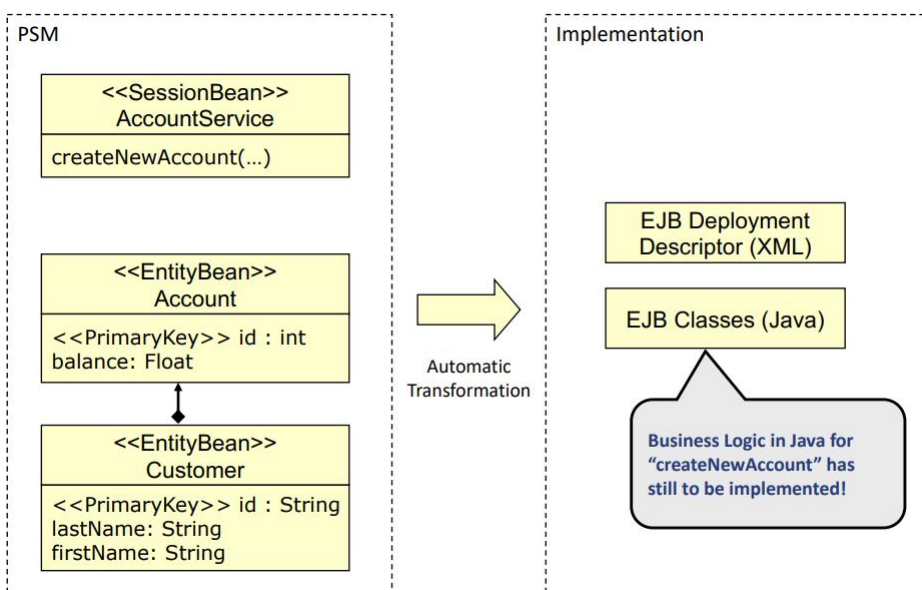 PSM
<<SessionBean>>
AccountService
createNewAccount(...)
<<EntityBean>>
Account
<<PrimaryKey>> id : int
balance: Float
<<EntityBean>>
Customer
<<PrimaryKey>> id : String
lastName: String
firstName: String
Automatic
Transformation
Implementation
EJB Deployment
Descriptor (XML)
EJB Classes (Java)
Business Logic in Java for
“createNewAccount” has
still to be implemented!